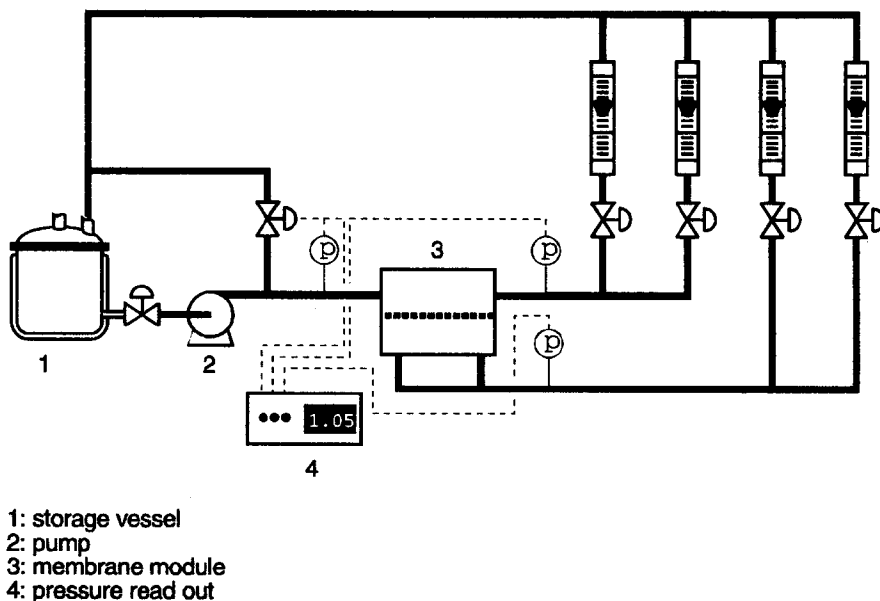 p
p
3
p
1
2
1.05
4
1: storage vessel
2: pump
3: membrane module
4: pressure read out